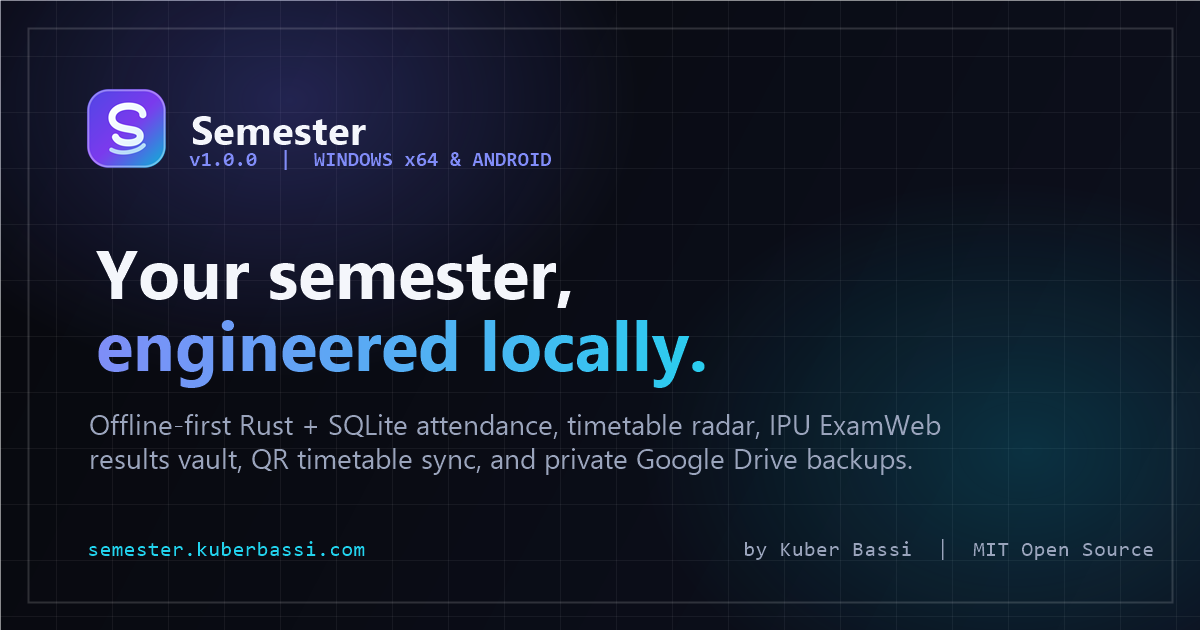 Semester
v1.0.0 | WINDOWS x64 & ANDROID
Your semester,
engineered locally.
Offline-first Rust + SQLite attendance, timetable radar, IPU ExamWeb
results vault, QR timetable sync, and private Google Drive backups.
semester.kuberbassi.com
by Kuber Bassi | MIT Open Source